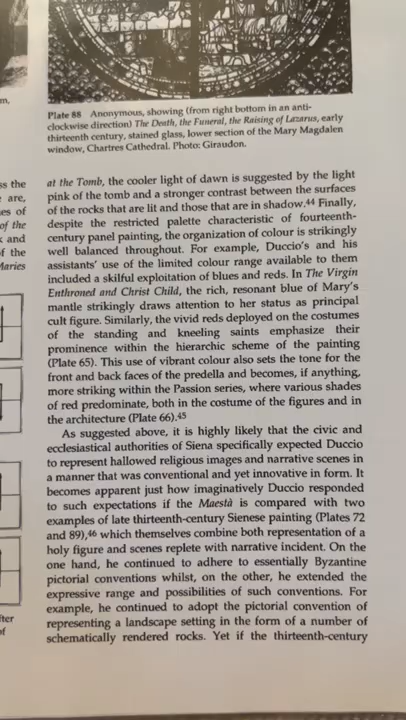 m,
Plate 88 Anonymous, showing (from right bottom in an anti-
clockwise direction) The Death, the Funeral, the Raising of Lazarus, early
thirteenth century, stained glass, lower section of the Mary Magdalen
window, Chartres Cathedral. Photo: Giraudon.
ss the
are,
es of
of the
and
f the
Maries
fter
of
at the Tomb, the cooler light of dawn is suggested by the light
pink of the tomb and a stronger contrast between the surfaces
of the rocks that are lit and those that are in shadow.44 Finally,
despite the restricted palette characteristic of fourteenth-
century panel painting, the organization of colour is strikingly
well balanced throughout. For example, Duccio's and his
assistants' use of the limited colour range available to them
included a skilful exploitation of blues and reds. In The Virgin
Enthroned and Christ Child, the rich, resonant blue of Mary's
mantle strikingly draws attention to her status as principal
cult figure. Similarly, the vivid reds deployed on the costumes
of the standing and kneeling saints emphasize their
prominence within the hierarchic scheme of the painting
(Plate 65). This use of vibrant colour also sets the tone for the
front and back faces of the predella and becomes, if anything,
more striking within the Passion series, where various shades
of red predominate, both in the costume of the figures and in
the architecture (Plate 66).45
As suggested above, it is highly likely that the civic and
ecclesiastical authorities of Siena specifically expected Duccio
to represent hallowed religious images and narrative scenes in
a manner that was conventional and yet innovative in form. It
becomes apparent just how imaginatively Duccio responded
to such expectations if the Maestà is compared with two
examples of late thirteenth-century Sienese painting (Plates 72
and 89),46 which themselves combine both representation of a
holy figure and scenes replete with narrative incident. On the
one hand, he continued to adhere to essentially Byzantine
pictorial conventions whilst, on the other, he extended the
expressive range and possibilities of such conventions. For
example, he continued to adopt the pictorial convention of
representing a landscape setting in the form of a number of
schematically rendered rocks. Yet if the thirteenth-century